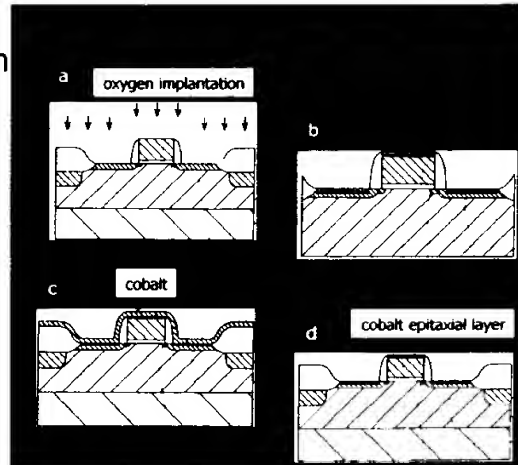 n
a
oxygen implantation
b
c
cobalt
d
cobalt epitaxial layer